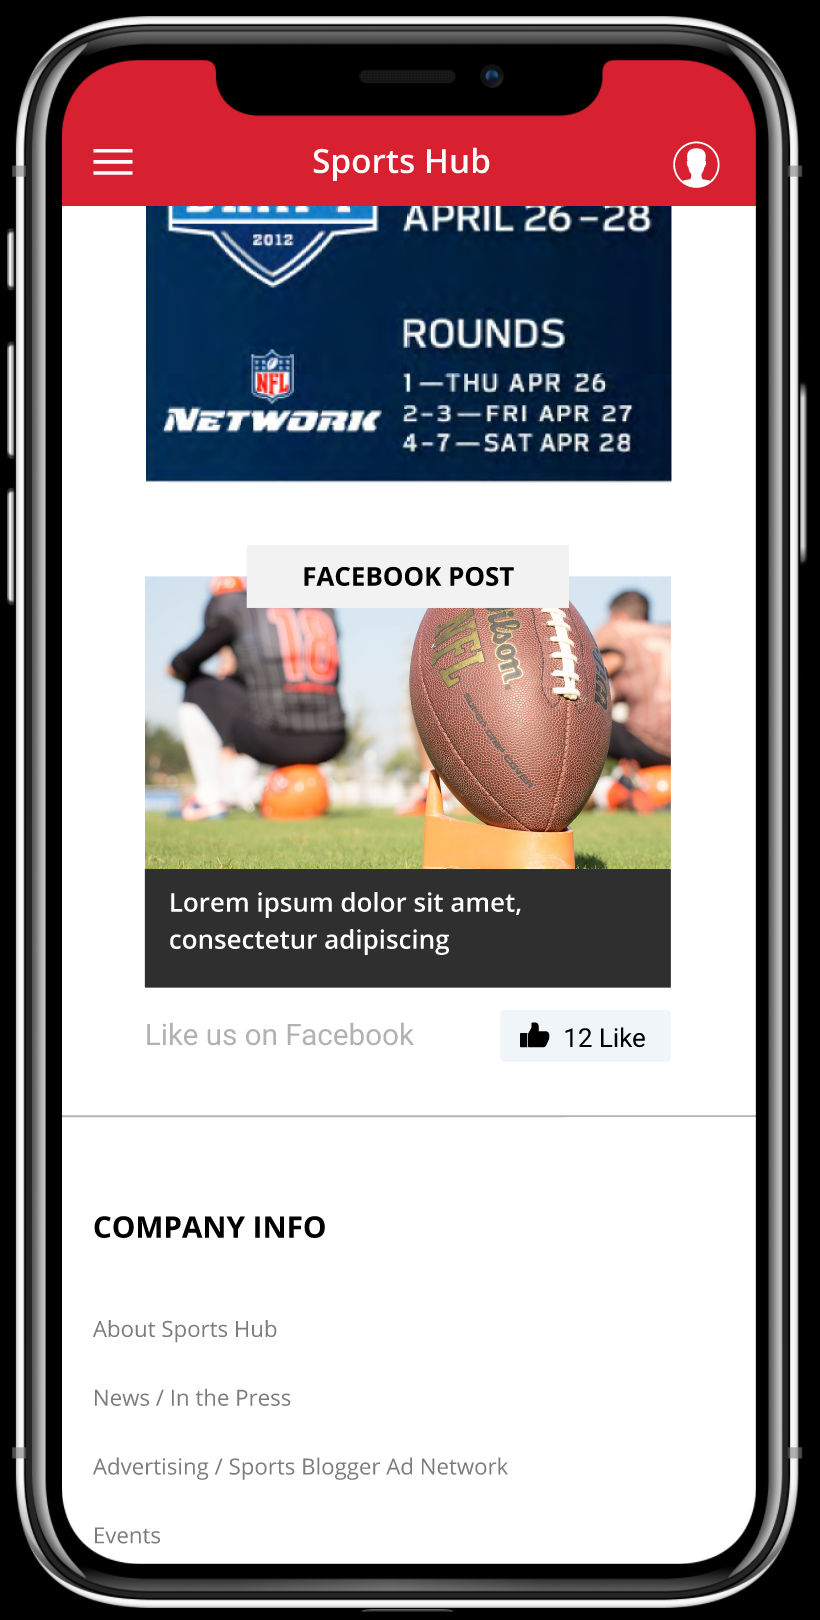 Sports Hub
DRAFT
2012
APRIL 26–28
ROUNDS
1—THU APR 26
2-3—FRI APR 27
4-7—SAT APR 28
NFL
NETWORK
FACEBOOK POST
18
NFL
Wilson
Lorem ipsum dolor sit amet,
consectetur adipiscing
Like us on Facebook
12 Like
COMPANY INFO
About Sports Hub
News / In the Press
Advertising / Sports Blogger Ad Network
Events